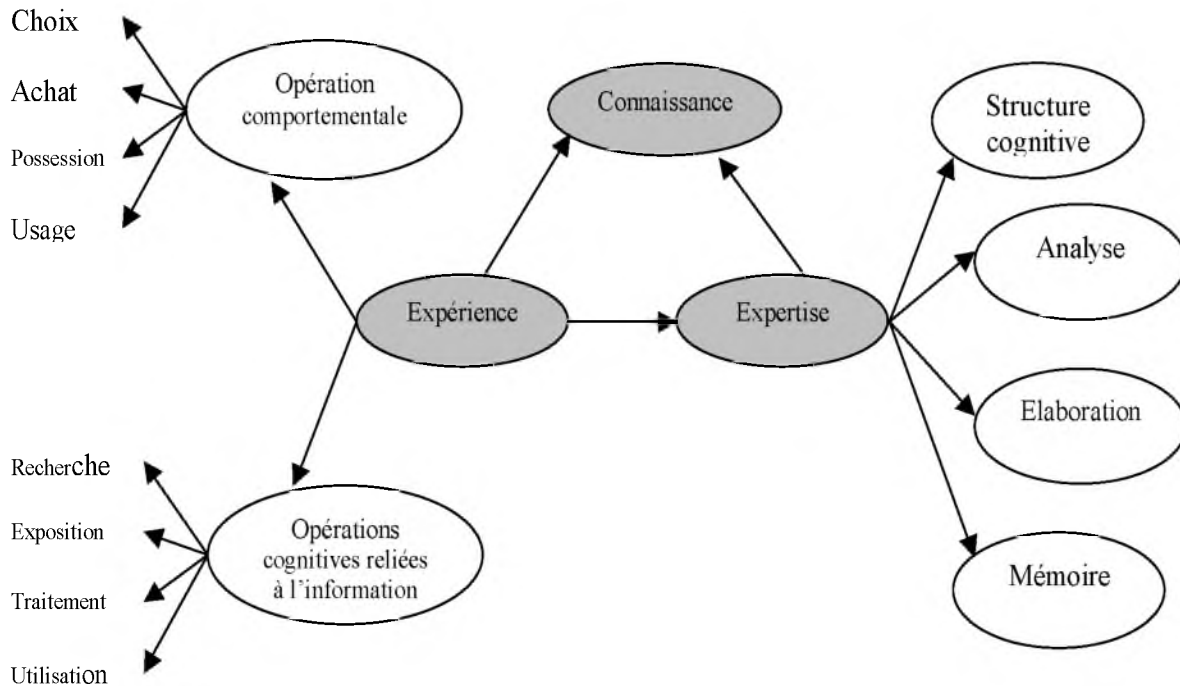 Choix
Achat
Possession
Usage
Opération
comportementale
Connaissance
Structure
cognitive
Analyse
Expérience
Expertise
Elaboration
Recherche
Exposition
Traitement
Utilisation
Opérations
cognitives reliées
à l'information
Mémoire